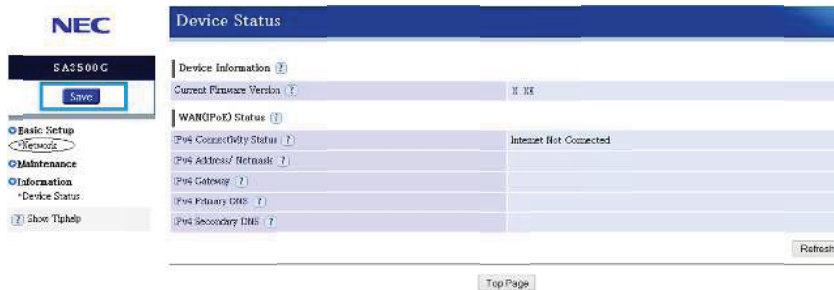 NEC
Device Status
SA3500G
Save
Device Information ?
Current Firmware Version ?
WAN(IPoE) Status ?
Basic Setup
Network
IPv4 Connectivity Status ? Internet Not Connected
IPv4 Address/ Netmask ?
Maintenance
Information
IPv4 Gateway ?
Device Status
IPv4 Primary DNS ?
Show Tiphelp
IPv4 Secondary DNS ?
Refresh
Top Page